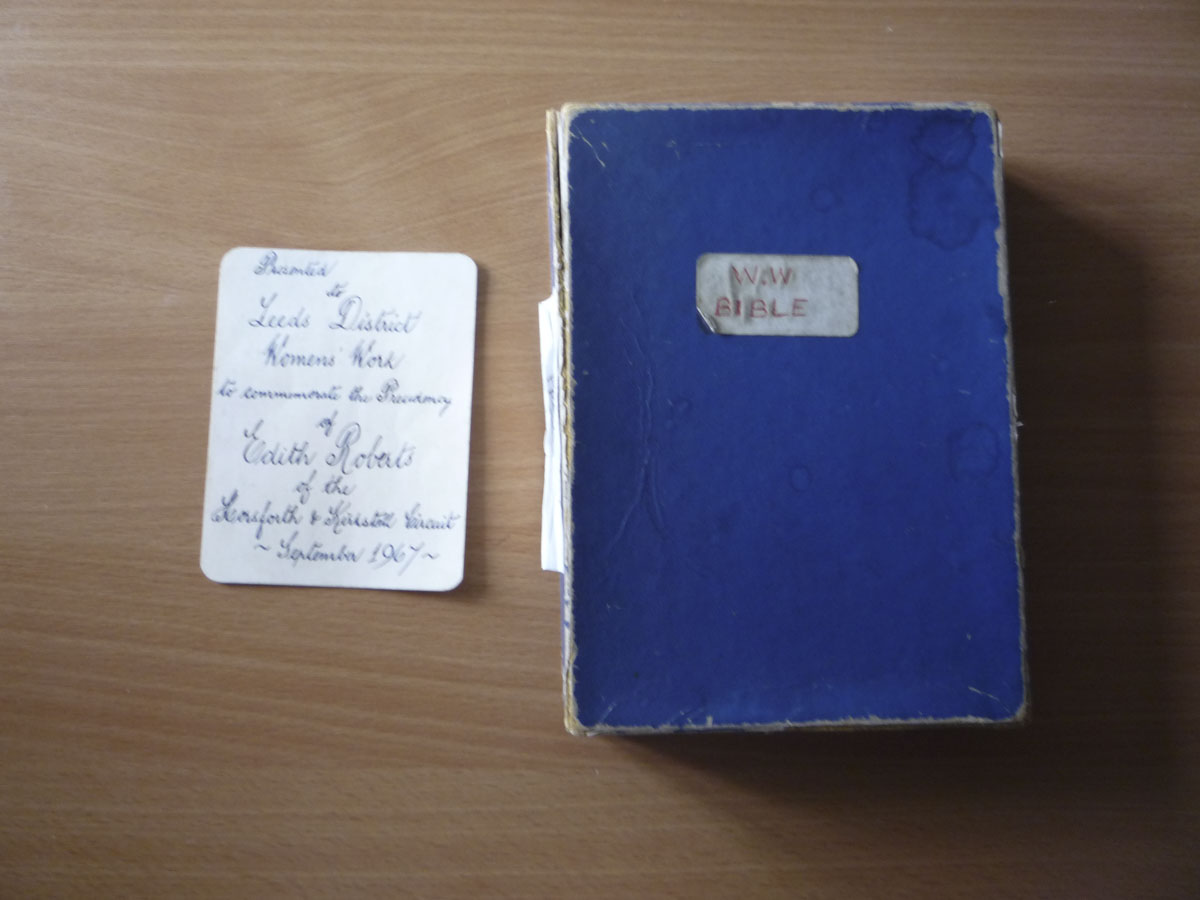 Presented
to
Leeds District
Womens' Work
to commemorate the Presidency
of
Edith Roberts
of the
Horsforth & Kirkstall Circuit
~ September 1967 ~
W.W
BIBLE